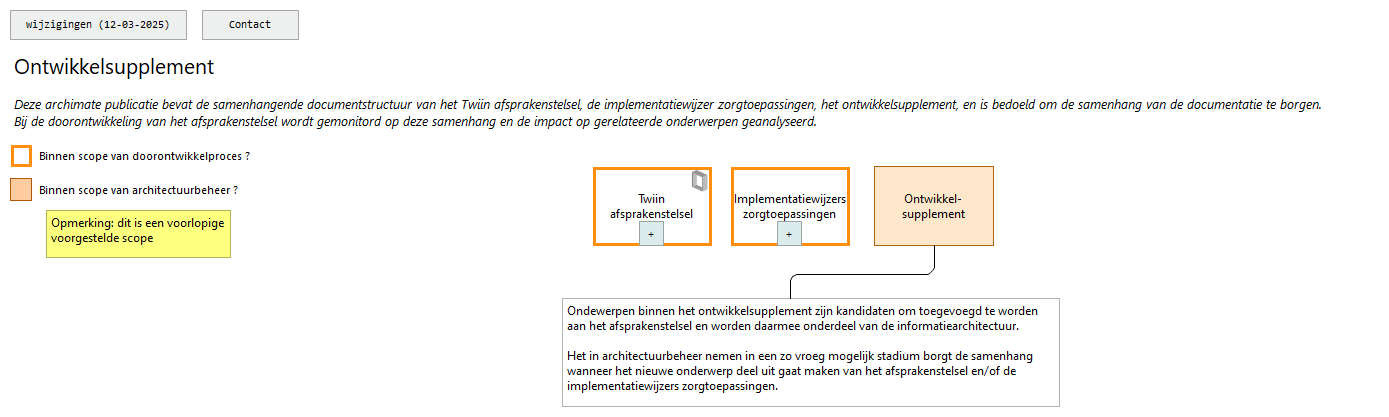 wijzigingen (12-03-2025)
Contact
Ontwikkelsupplement
Deze archimate publicatie bevat de samenhangende documentstructuur van het Twiin afsprakenstelsel, de implementatiewijzer zorgtoepassingen, het ontwikkelsupplement, en is bedoeld om de samenhang van de documentatie te borgen.
Bij de doorontwikkeling van het afsprakenstelsel wordt gemonitord op deze samenhang en de impact op gerelateerde onderwerpen geanalyseerd.
Binnen scope van doorontwikkelproces ?
Binnen scope van architectuurbeheer ?
Opmerking: dit is een voorlopige
voorgestelde scope
Twiin
afsprakenstelsel
+
Implementatiewijzers
zorgtoepassingen
+
Ontwikkel-
supplement
Ondewerpen binnen het ontwikkelsupplement zijn kandidaten om toegevoegd te worden
aan het afsprakenstelsel en worden daarmee onderdeel van de informatiearchitectuur.
Het in architectuurbeheer nemen in een zo vroeg mogelijk stadium borgt de samenhang
wanneer het nieuwe onderwerp deel uit gaat maken van het afsprakenstelsel en/of de
implementatiewijzers zorgtoepassingen.